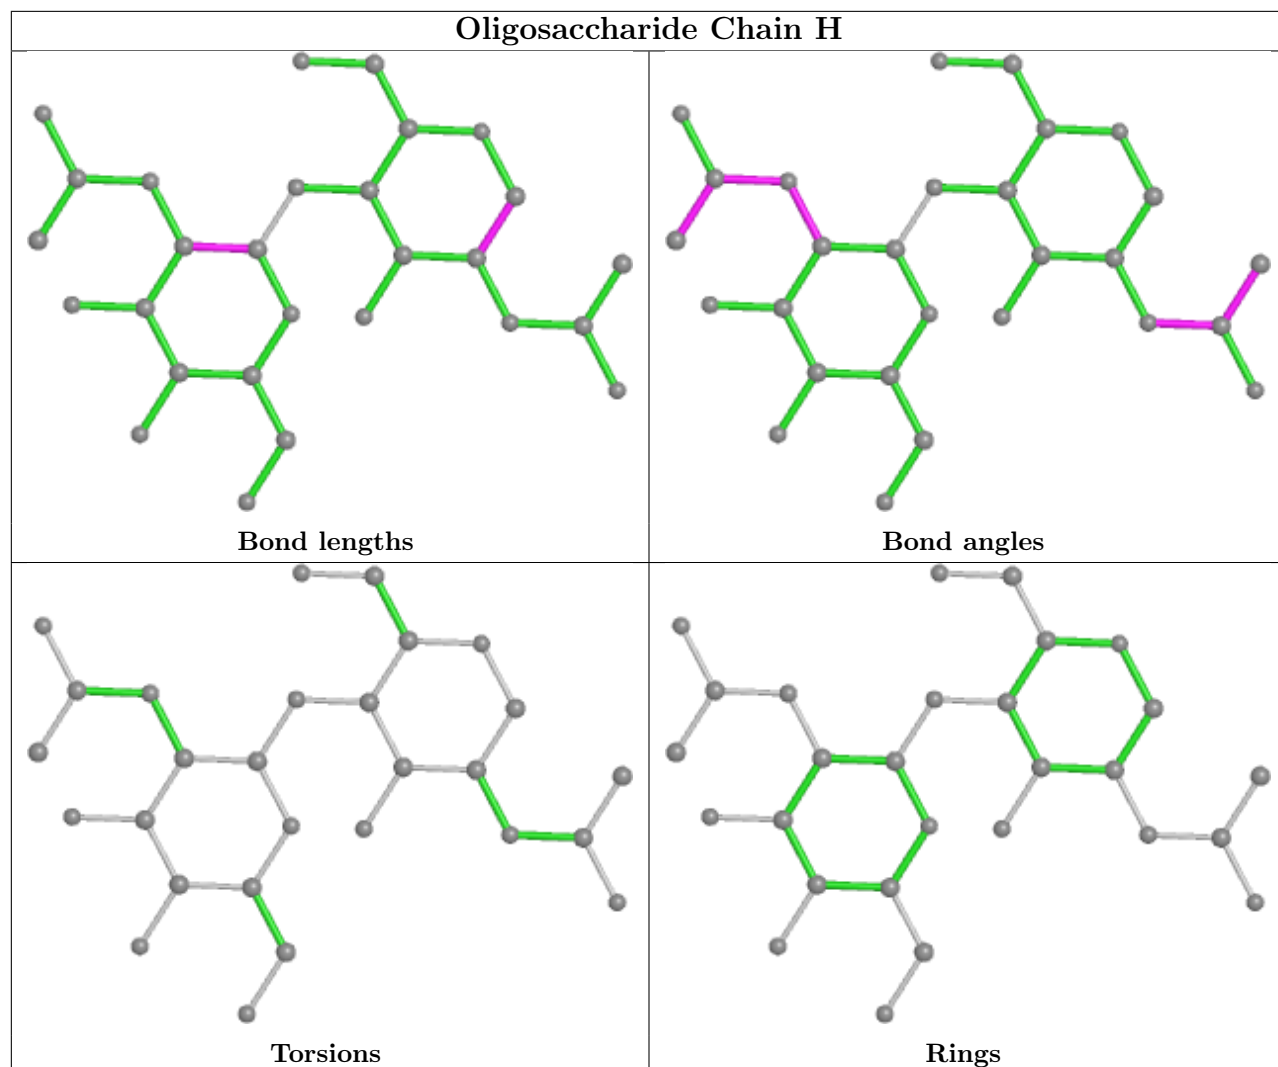 Oligosaccharide Chain H
Bond lengths
Bond angles
Torsions
Rings